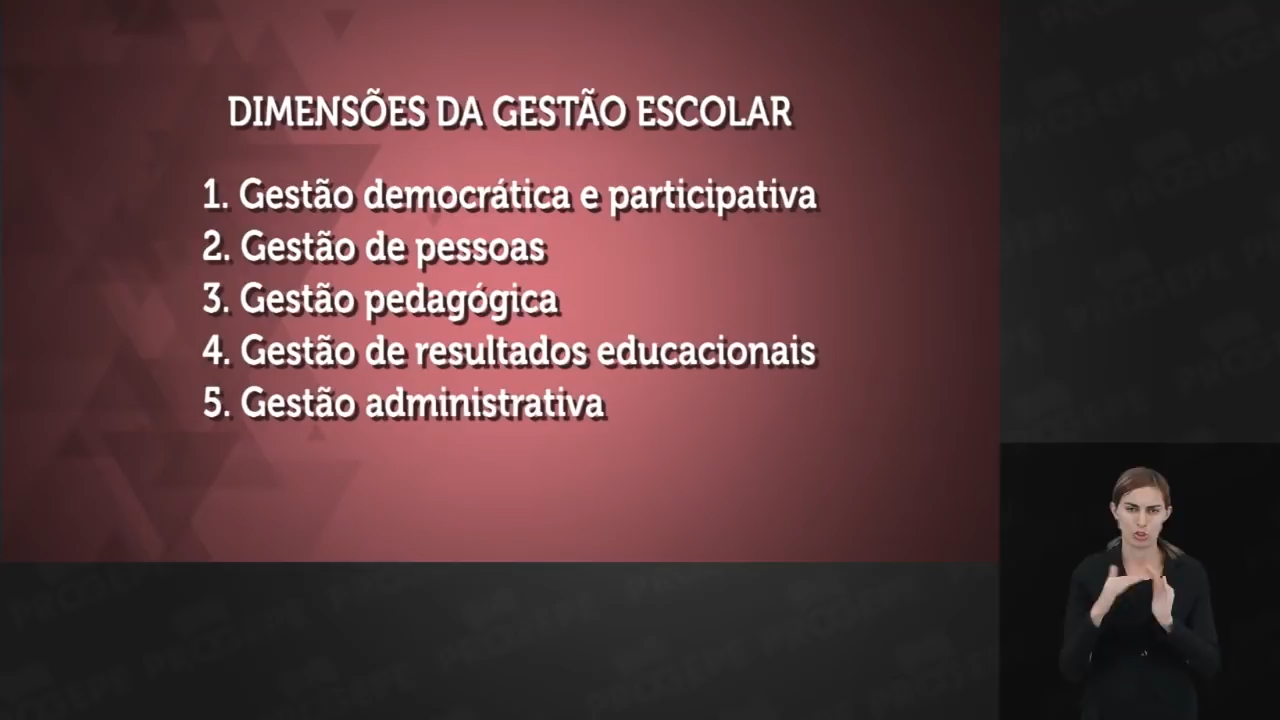 DIMENSÕES DA GESTÃO ESCOLAR
1. Gestão democrática e participativa
2. Gestão de pessoas
3. Gestão pedagógica
4. Gestão de resultados educacionais
5. Gestão administrativa